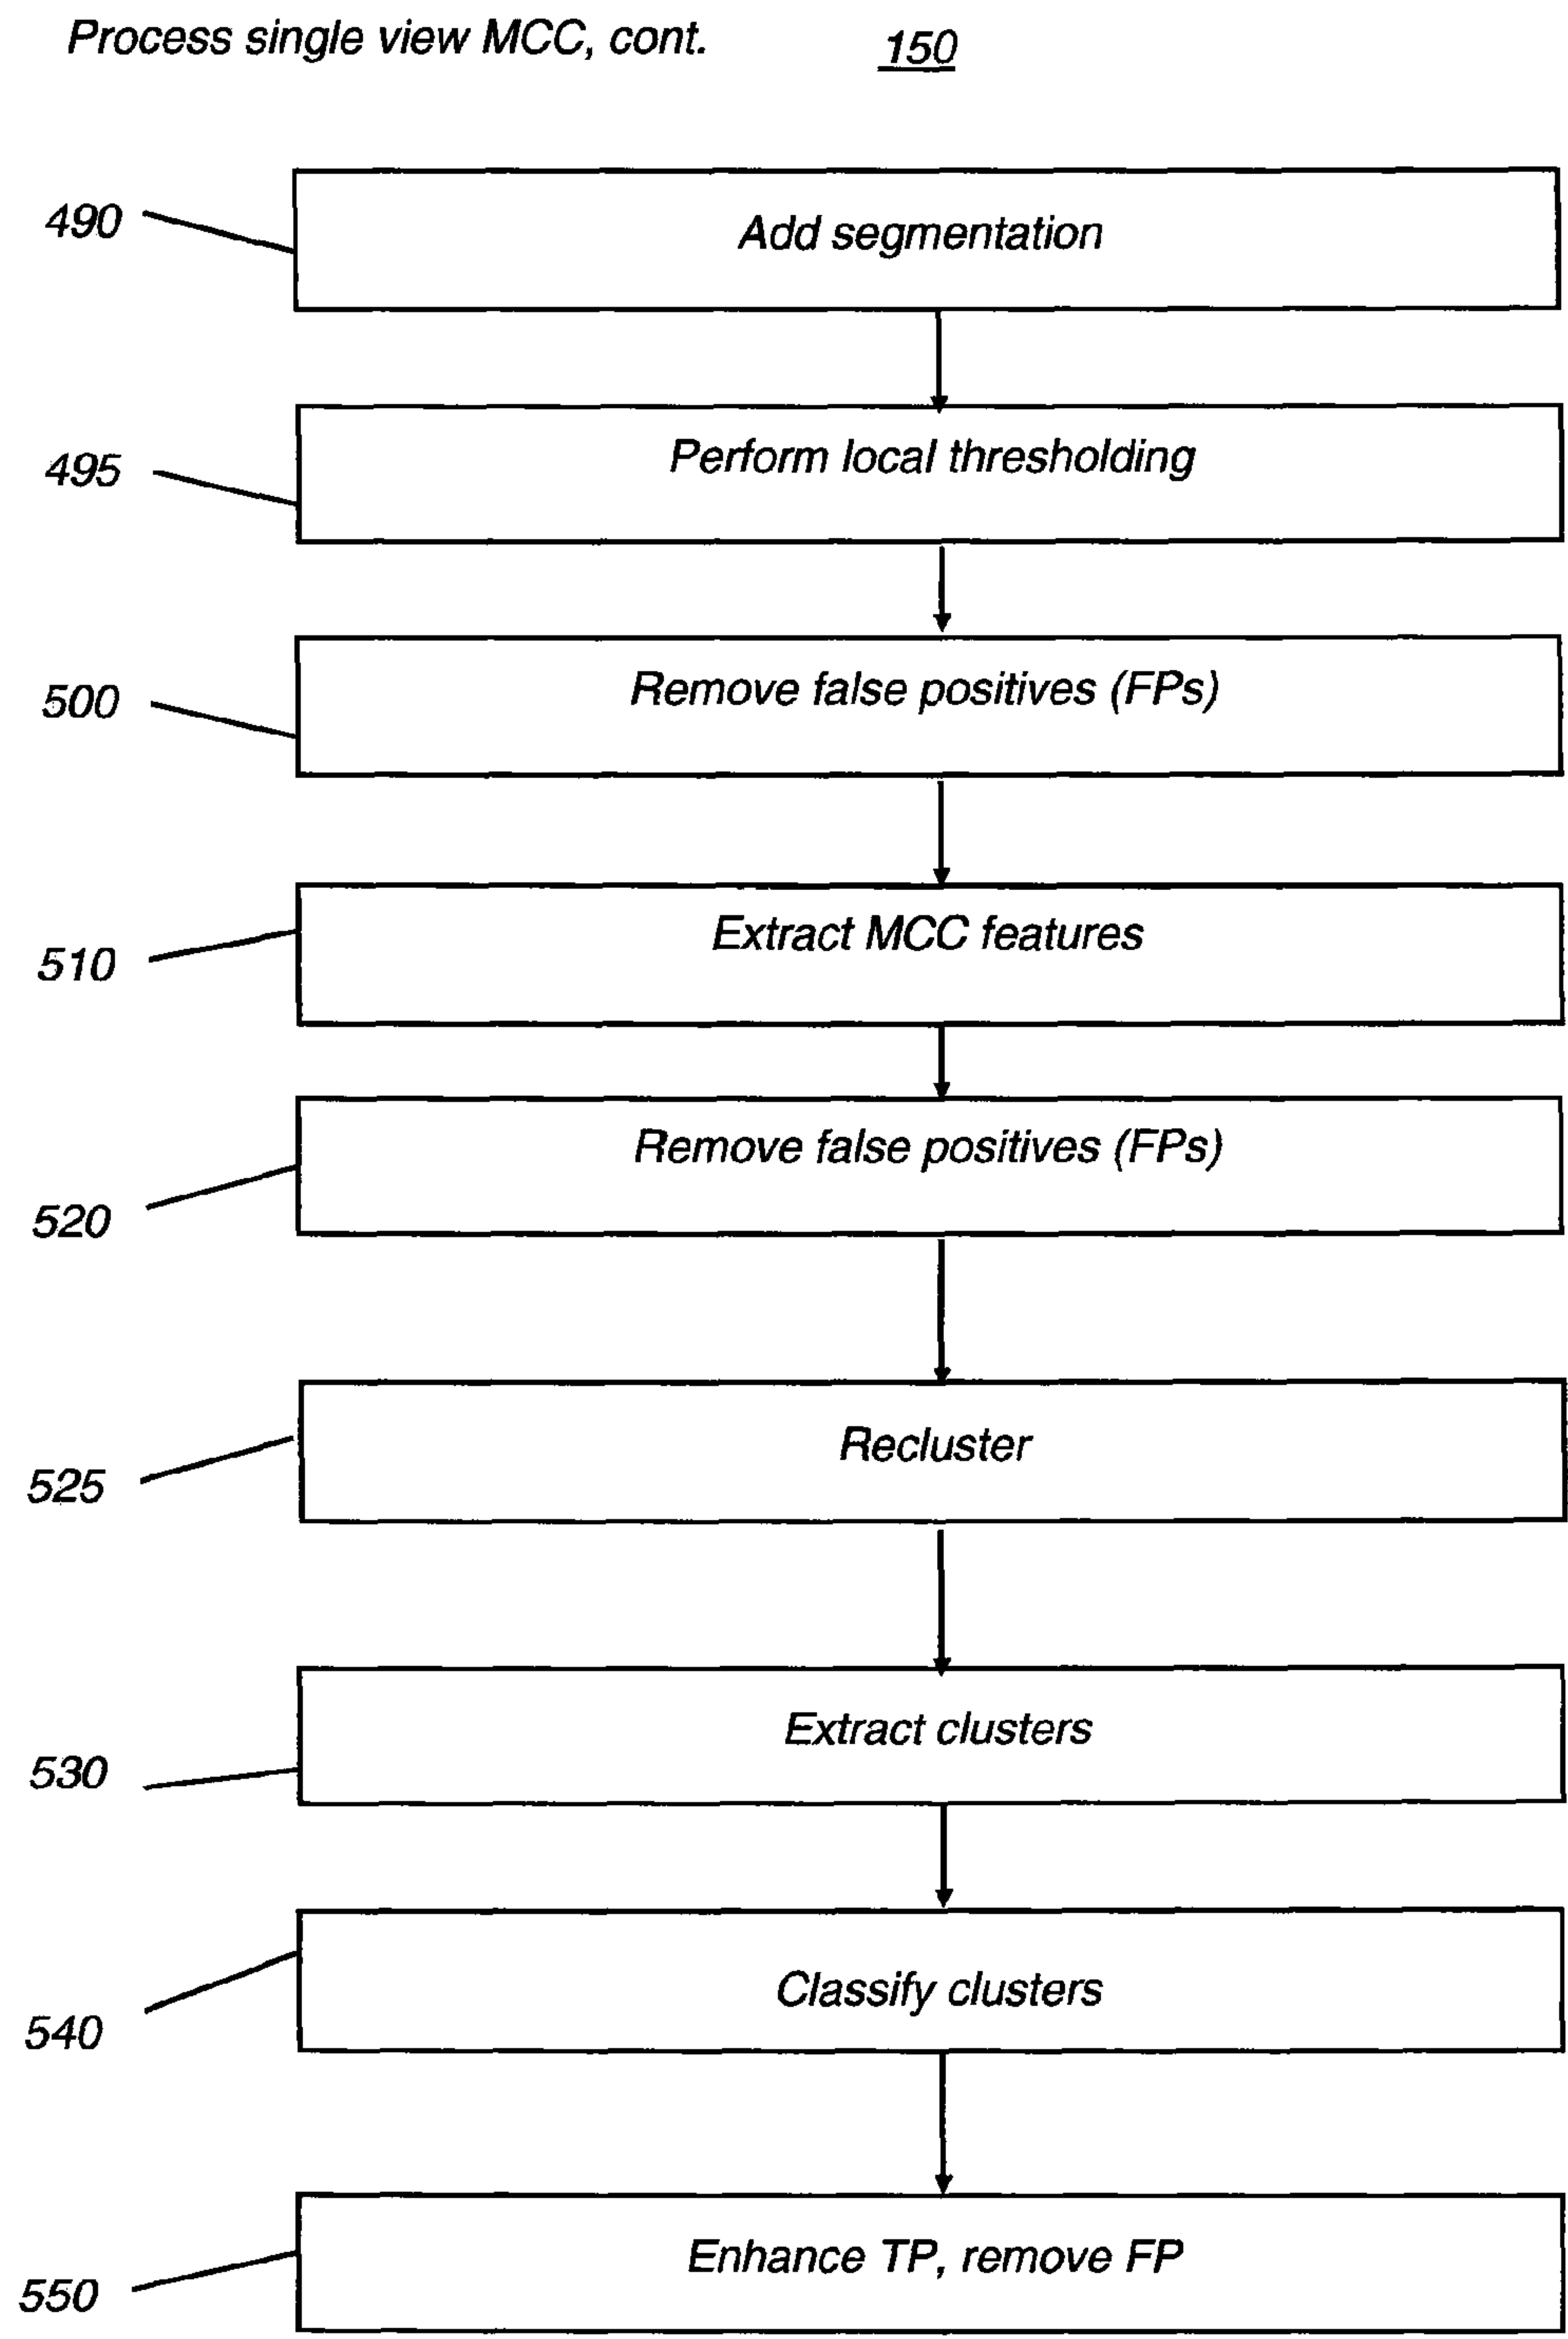 Process single view MCC, cont. 150
490 Add segmentation
495 Perform local thresholding
500 Remove false positives (FPs)
510 Extract MCC features
520 Remove false positives (FPs)
525 Recluster
530 Extract clusters
540 Classify clusters
550 Enhance TP, remove FP